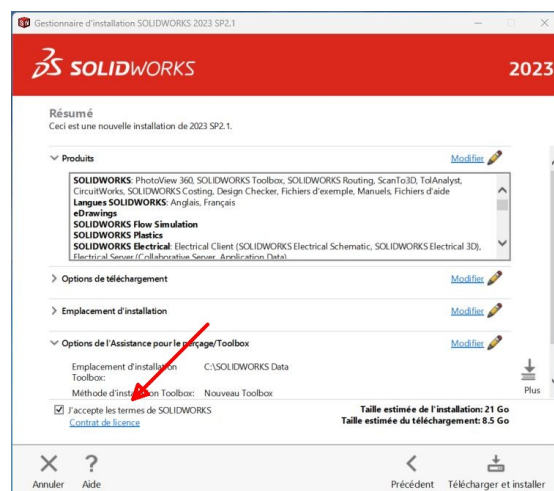 Gestionnaire d'installation SOLIDWORKS 2023 SP2.1
SOLIDWORKS
2023
Résumé
Ceci est une nouvelle installation de 2023 SP2.1.
Produits
Modifier
SOLIDWORKS: PhotoView 360, SOLIDWORKS Toolbox, SOLIDWORKS Routing, ScanTo3D, TolAnalyst,
CircuitWorks, SOLIDWORKS Costing, Design Checker, Fichiers d'exemple, Manuels, Fichiers d'aide
Langues SOLIDWORKS: Anglais, Français
eDrawings
SOLIDWORKS Flow Simulation
SOLIDWORKS Plastics
SOLIDWORKS Electrical: Electrical Client (SOLIDWORKS Electrical Schematic, SOLIDWORKS Electrical 3D),
Electrical Server (Collaborative Server, Application Data)
Options de téléchargement
Modifier
Emplacement d'installation
Modifier
Options de l'Assistance pour le perçage/Toolbox
Modifier
Emplacement d'installation C:\SOLIDWORKS Data
Toolbox:
Méthode d'installation Toolbox: Nouveau Toolbox
Plus
J'accepte les termes de SOLIDWORKS
Contrat de licence
Taille estimée de l'installation: 21 Go
Taille estimée du téléchargement: 8.5 Go
Annuler
Aide
Précédent
Télécharger et installer